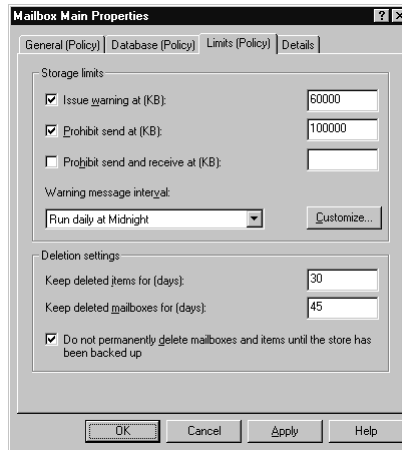 Mailbox Main Properties
General (Policy) Database (Policy) Limits (Policy) Details
Storage limits
Issue warning at (KB): 60000
Prohibit send at (KB): 100000
Prohibit send and receive at (KB):
Warning message interval:
Run daily at Midnight Customize...
Deletion settings
Keep deleted items for (days): 30
Keep deleted mailboxes for (days): 45
Do not permanently delete mailboxes and items until the store has
been backed up
OK Cancel Apply Help